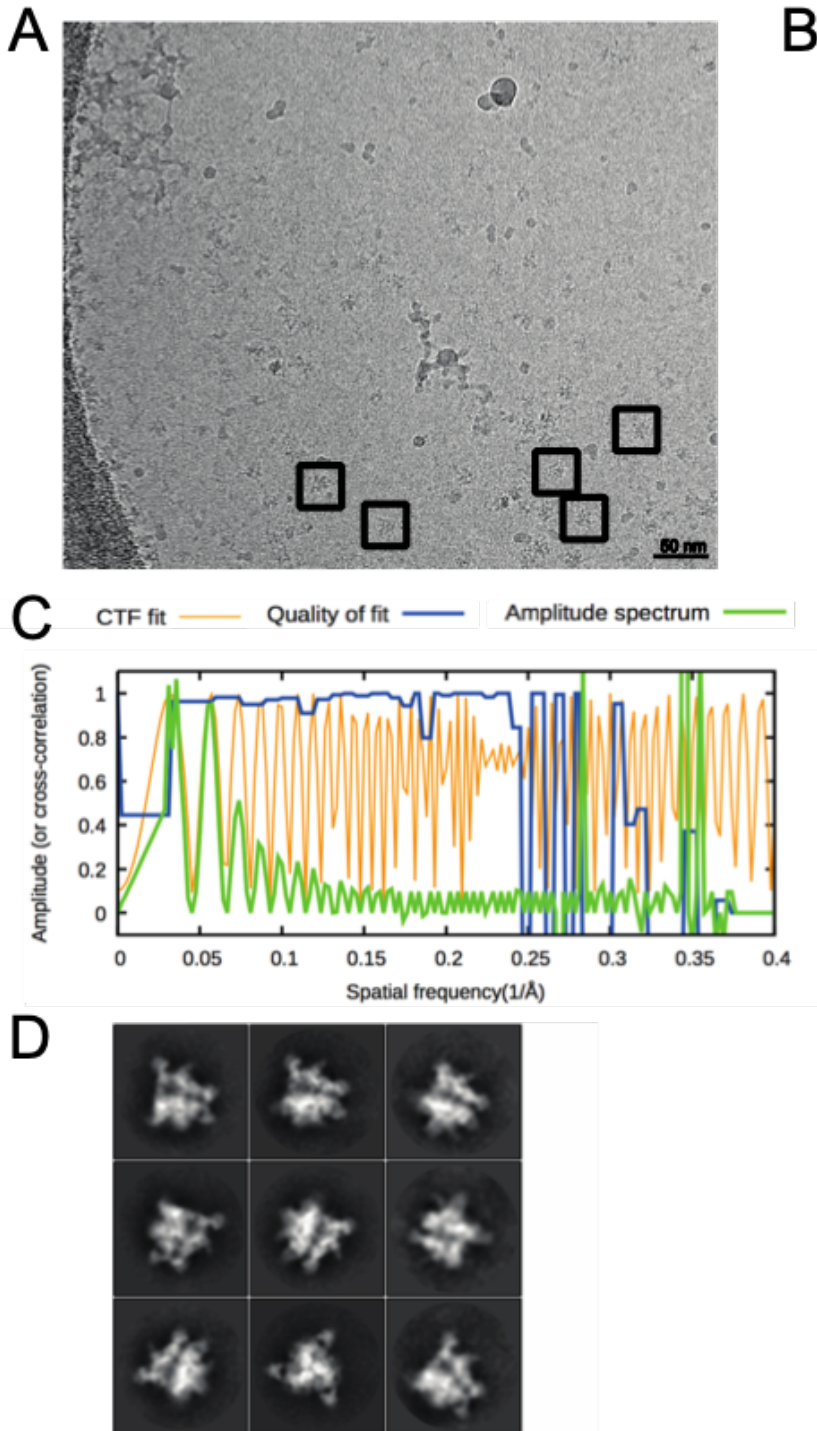 A
B
50 nm
C
CTF fit
Quality of fit
Amplitude spectrum
Amplitude (or cross-correlation)
1
0.8
0.6
0.4
0.2
0
0 0.05 0.1 0.15 0.2 0.25 0.3 0.35 0.4
Spatial frequency(1/Å)
D